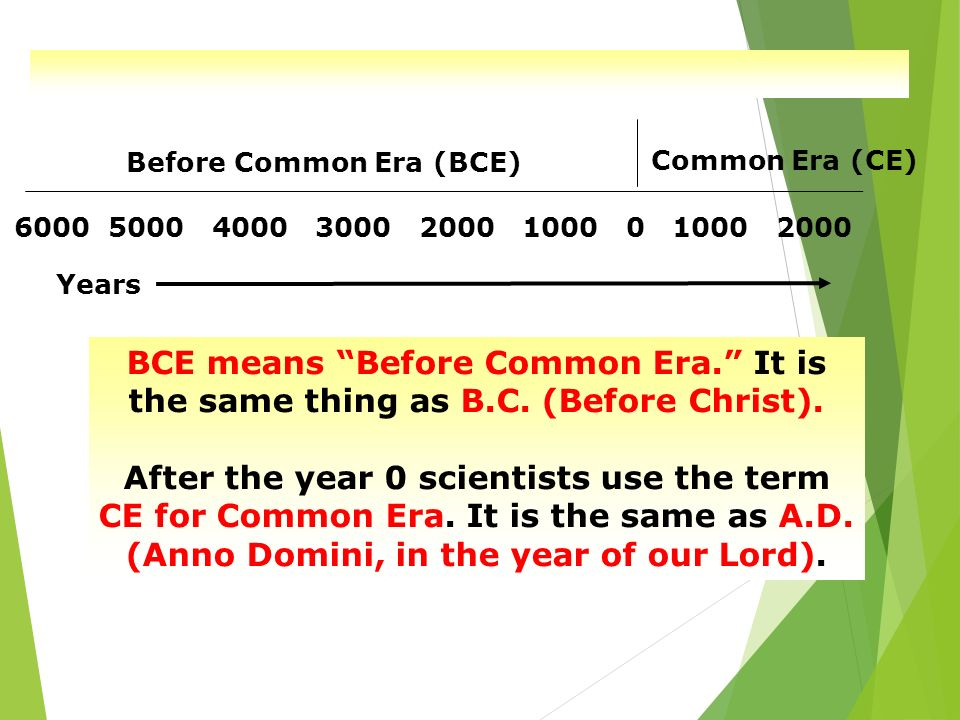 Before Common Era (BCE)
Common Era (CE)
6000 5000 4000 3000 2000 1000 0 1000 2000
Years
BCE means “Before Common Era.” It is
the same thing as B.C. (Before Christ).
After the year 0 scientists use the term
CE for Common Era. It is the same as A.D.
(Anno Domini, in the year of our Lord).